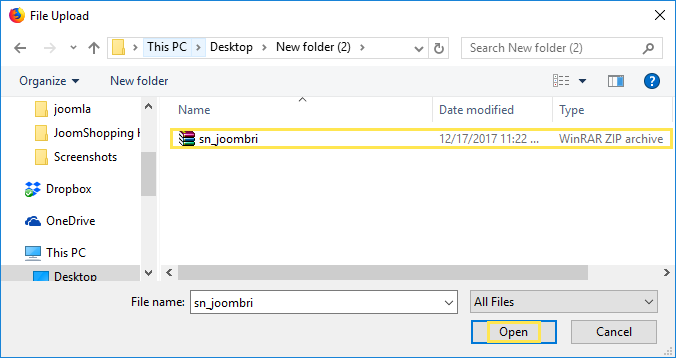 File Upload
This PC > Desktop > New folder (2) >
Search New folder (2)
Organize
New folder
Name
Date modified
Type
joomla
JoomShopping
Screenshots
Dropbox
OneDrive
This PC
Desktop
sn_joombri
12/17/2017 11:22 ...
WinRAR ZIP archive
File name:
sn_joombri
All Files
Open
Cancel